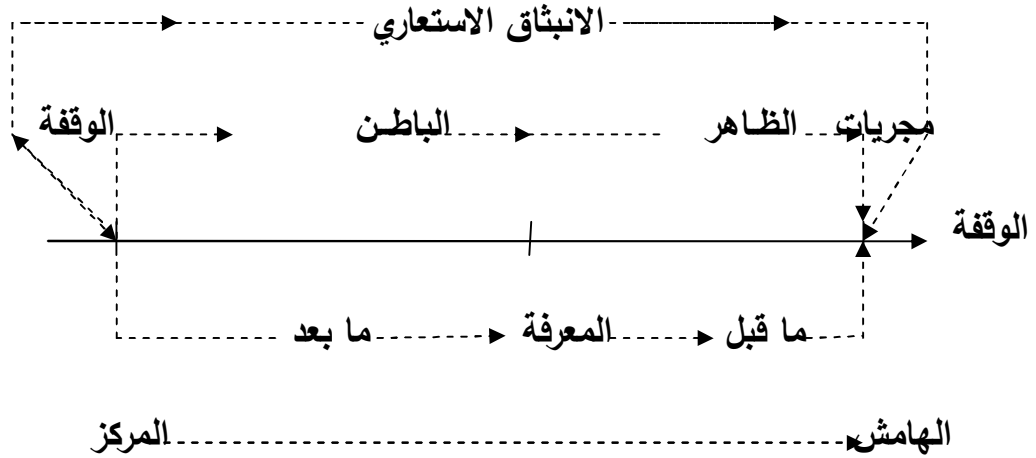 الانبثاق الاستعاري
مجريات الظاهر الباطن الوقفة
الوقفة
ما قبل المعرفة ما بعد
الهامش المركز